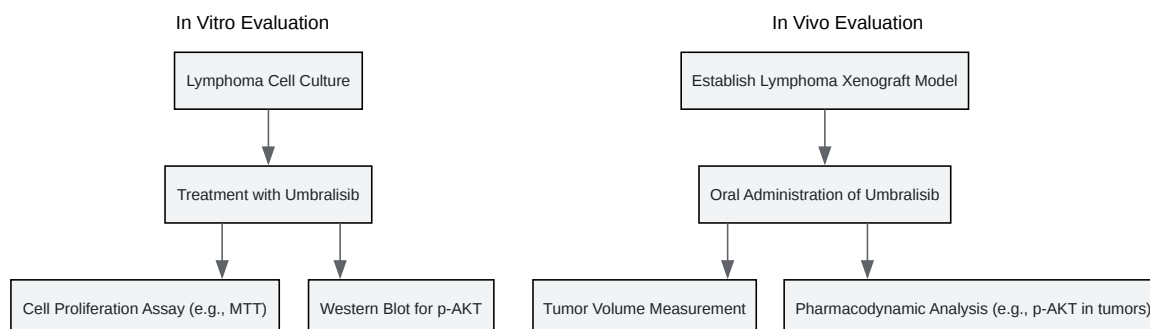 In Vitro Evaluation
Lymphoma Cell Culture
Treatment with Umbralisib
Cell Proliferation Assay (e.g., MTT)
Western Blot for p-AKT
In Vivo Evaluation
Establish Lymphoma Xenograft Model
Oral Administration of Umbralisib
Tumor Volume Measurement
Pharmacodynamic Analysis (e.g., p-AKT in tumors)